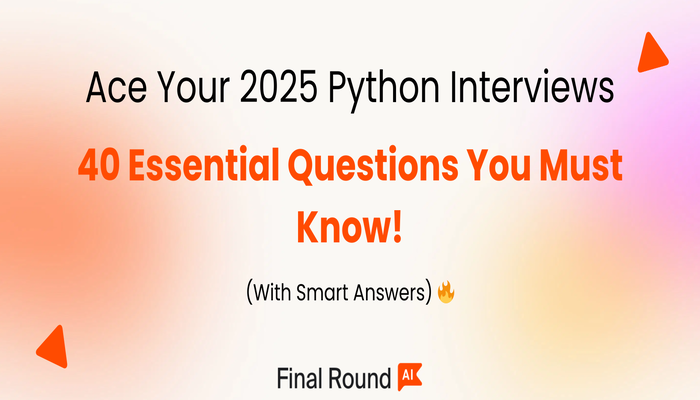 Ace Your 2025 Python Interviews
40 Essential Questions You Must
Know!
(With Smart Answers) 🔥
Final Round AI